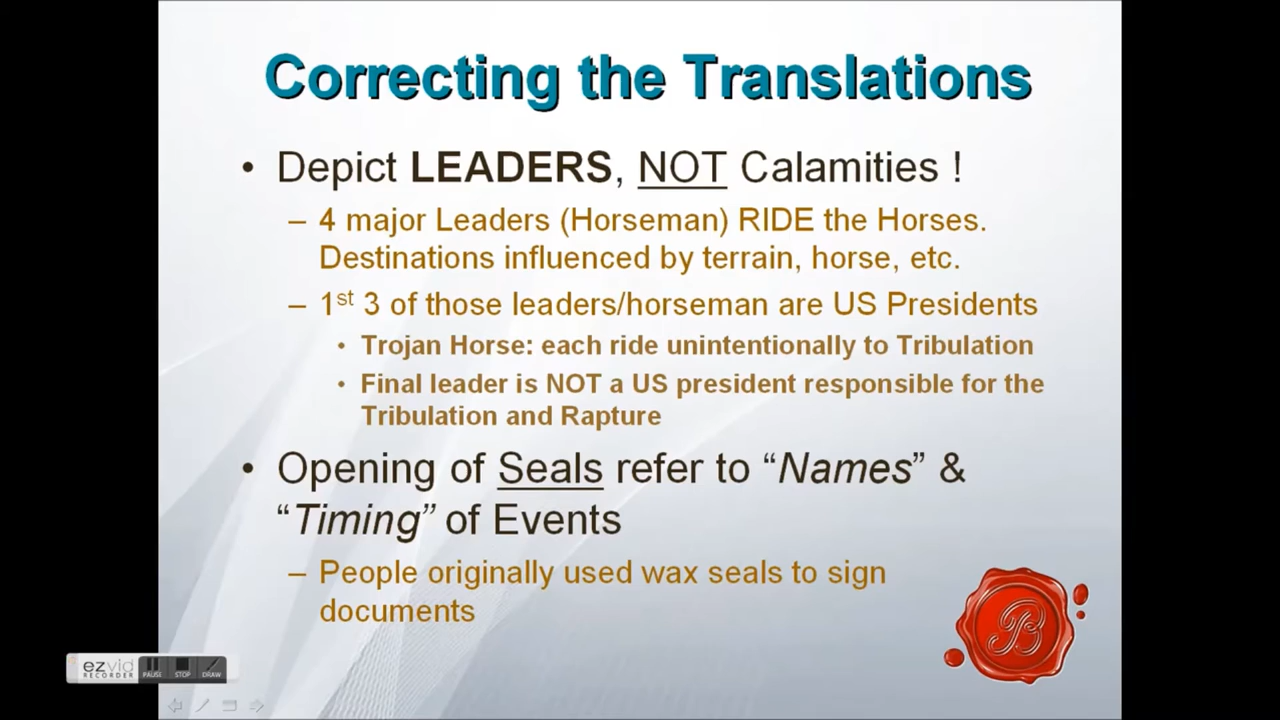 Correcting the Translations
• Depict LEADERS, NOT Calamities !
– 4 major Leaders (Horseman) RIDE the Horses.
Destinations influenced by terrain, horse, etc.
– 1st 3 of those leaders/horseman are US Presidents
• Trojan Horse: each ride unintentionally to Tribulation
• Final leader is NOT a US president responsible for the
Tribulation and Rapture
• Opening of Seals refer to “Names” &
“Timing” of Events
– People originally used wax seals to sign
documents
B
ezvid
RECORDER
PAUSE STOP DRAW